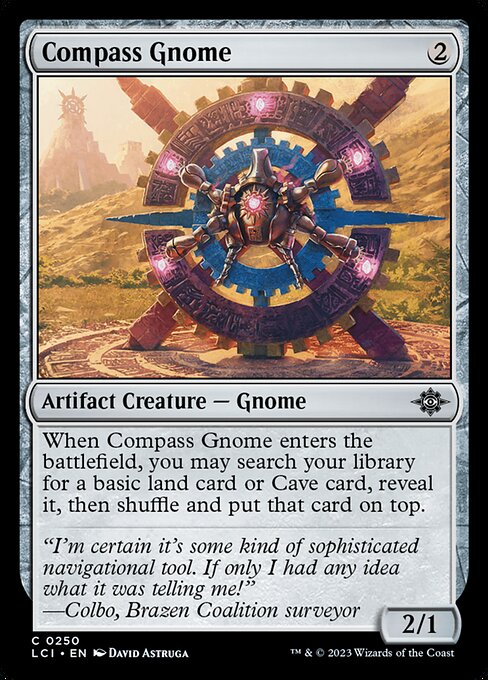 Compass Gnome 2
Artifact Creature — Gnome
When Compass Gnome enters the
battlefield, you may search your library
for a basic land card or Cave card, reveal
it, then shuffle and put that card on top.
“I’m certain it’s some kind of sophisticated
navigational tool. If only I had any idea
what it was telling me!”
—Colbo, Brazen Coalition surveyor
2/1
C 0250
LCI • EN DAVID ASTRUGA
™ & © 2023 Wizards of the Coast